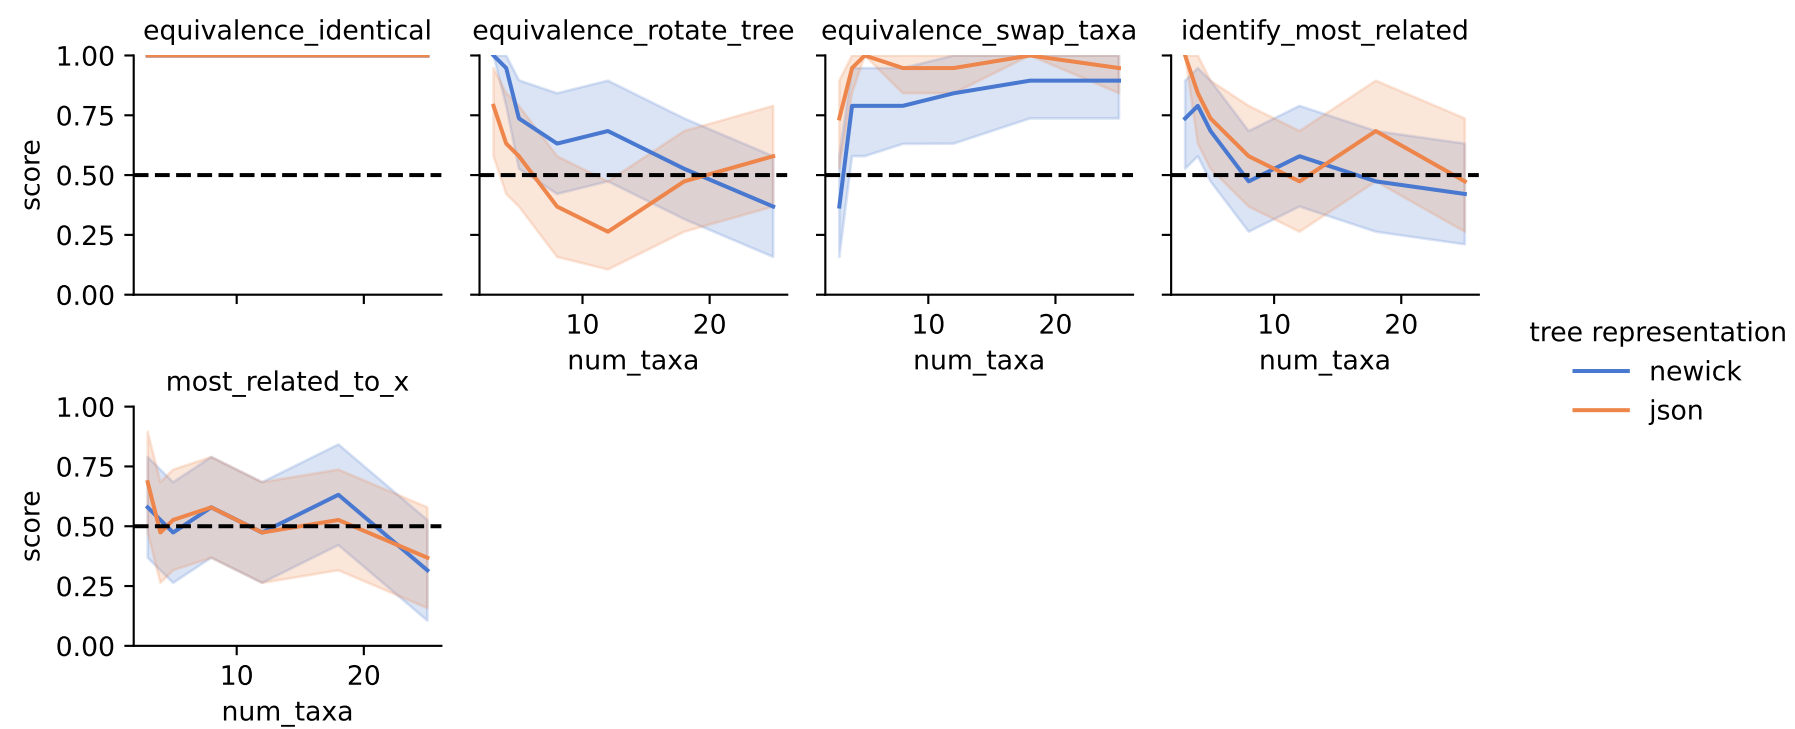 equivalence_identical
equivalence_rotate_tree
equivalence_swap_taxa
identify_most_related
score
1.00
0.75
0.50
0.25
0.00
10
20
num_taxa
10
20
num_taxa
10
20
num_taxa
tree representation
newick
json
most_related_to_x
score
1.00
0.75
0.50
0.25
0.00
10
20
num_taxa